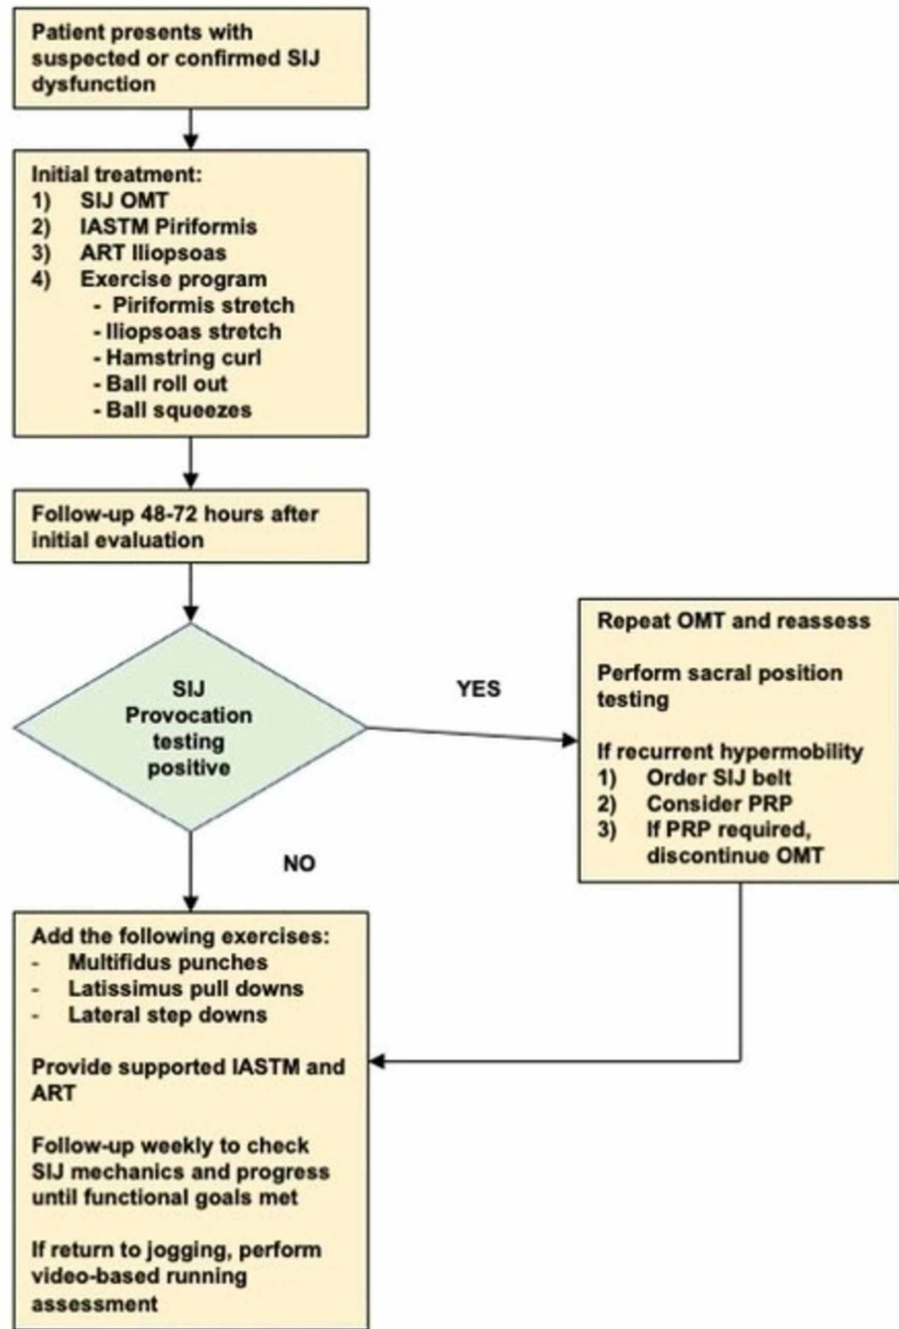 Patient presents with
suspected or confirmed SIJ
dysfunction
Initial treatment:
1) SIJ OMT
2) IASTM Piriformis
3) ART Iliopsoas
4) Exercise program
- Piriformis stretch
- Iliopsoas stretch
- Hamstring curl
- Ball roll out
- Ball squeezes
Follow-up 48-72 hours after
initial evaluation
SIJ
Provocation
testing
positive
YES
Repeat OMT and reassess
Perform sacral position
testing
If recurrent hypermobility
1) Order SIJ belt
2) Consider PRP
3) If PRP required,
discontinue OMT
NO
Add the following exercises:
- Multifidus punches
- Latissimus pull downs
- Lateral step downs
Provide supported IASTM and
ART
Follow-up weekly to check
SIJ mechanics and progress
until functional goals met
If return to jogging, perform
video-based running
assessment